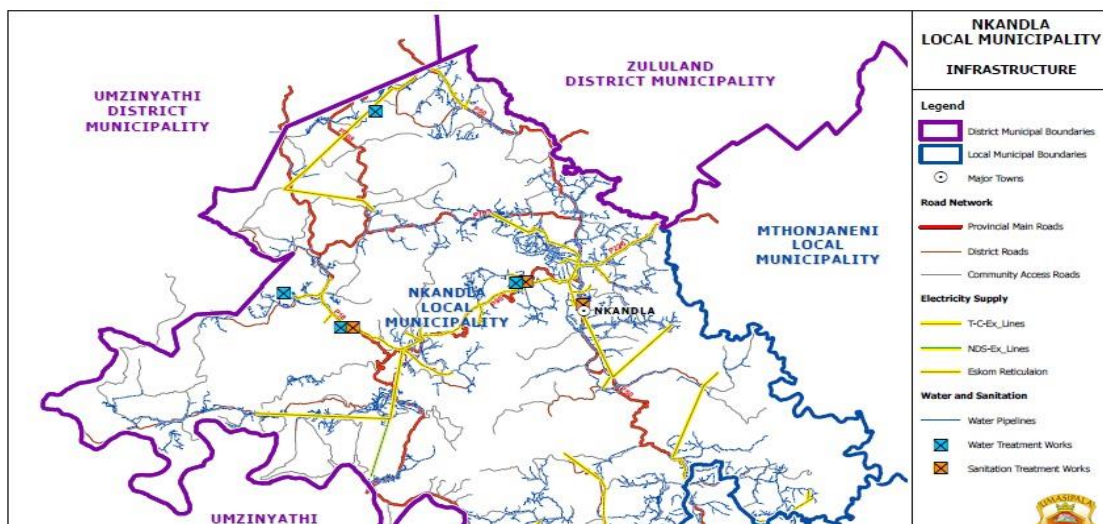 NKANDLA
LOCAL MUNICIPALITY
INFRASTRUCTURE
Legend
District Municipal Boundaries
Local Municipal Boundaries
Major Towns
Road Network
Provincial Main Roads
District Roads
Community Access Roads
Electricity Supply
T-C-Ex_Lines
NDS-Ex_Lines
Eskom Reticulaion
Water and Sanitation
Water Pipelines
Water Treatment Works
Sanitation Treatment Works
UMASIPALA
UMZINYATHI
DISTRICT
MUNICIPALITY
ZULULAND
DISTRICT MUNICIPALITY
MTHONJANENI
LOCAL
MUNICIPALITY
NKANDLA
LOCAL
MUNICIPALITY
NKANDLA
P50
UMZINYATHI